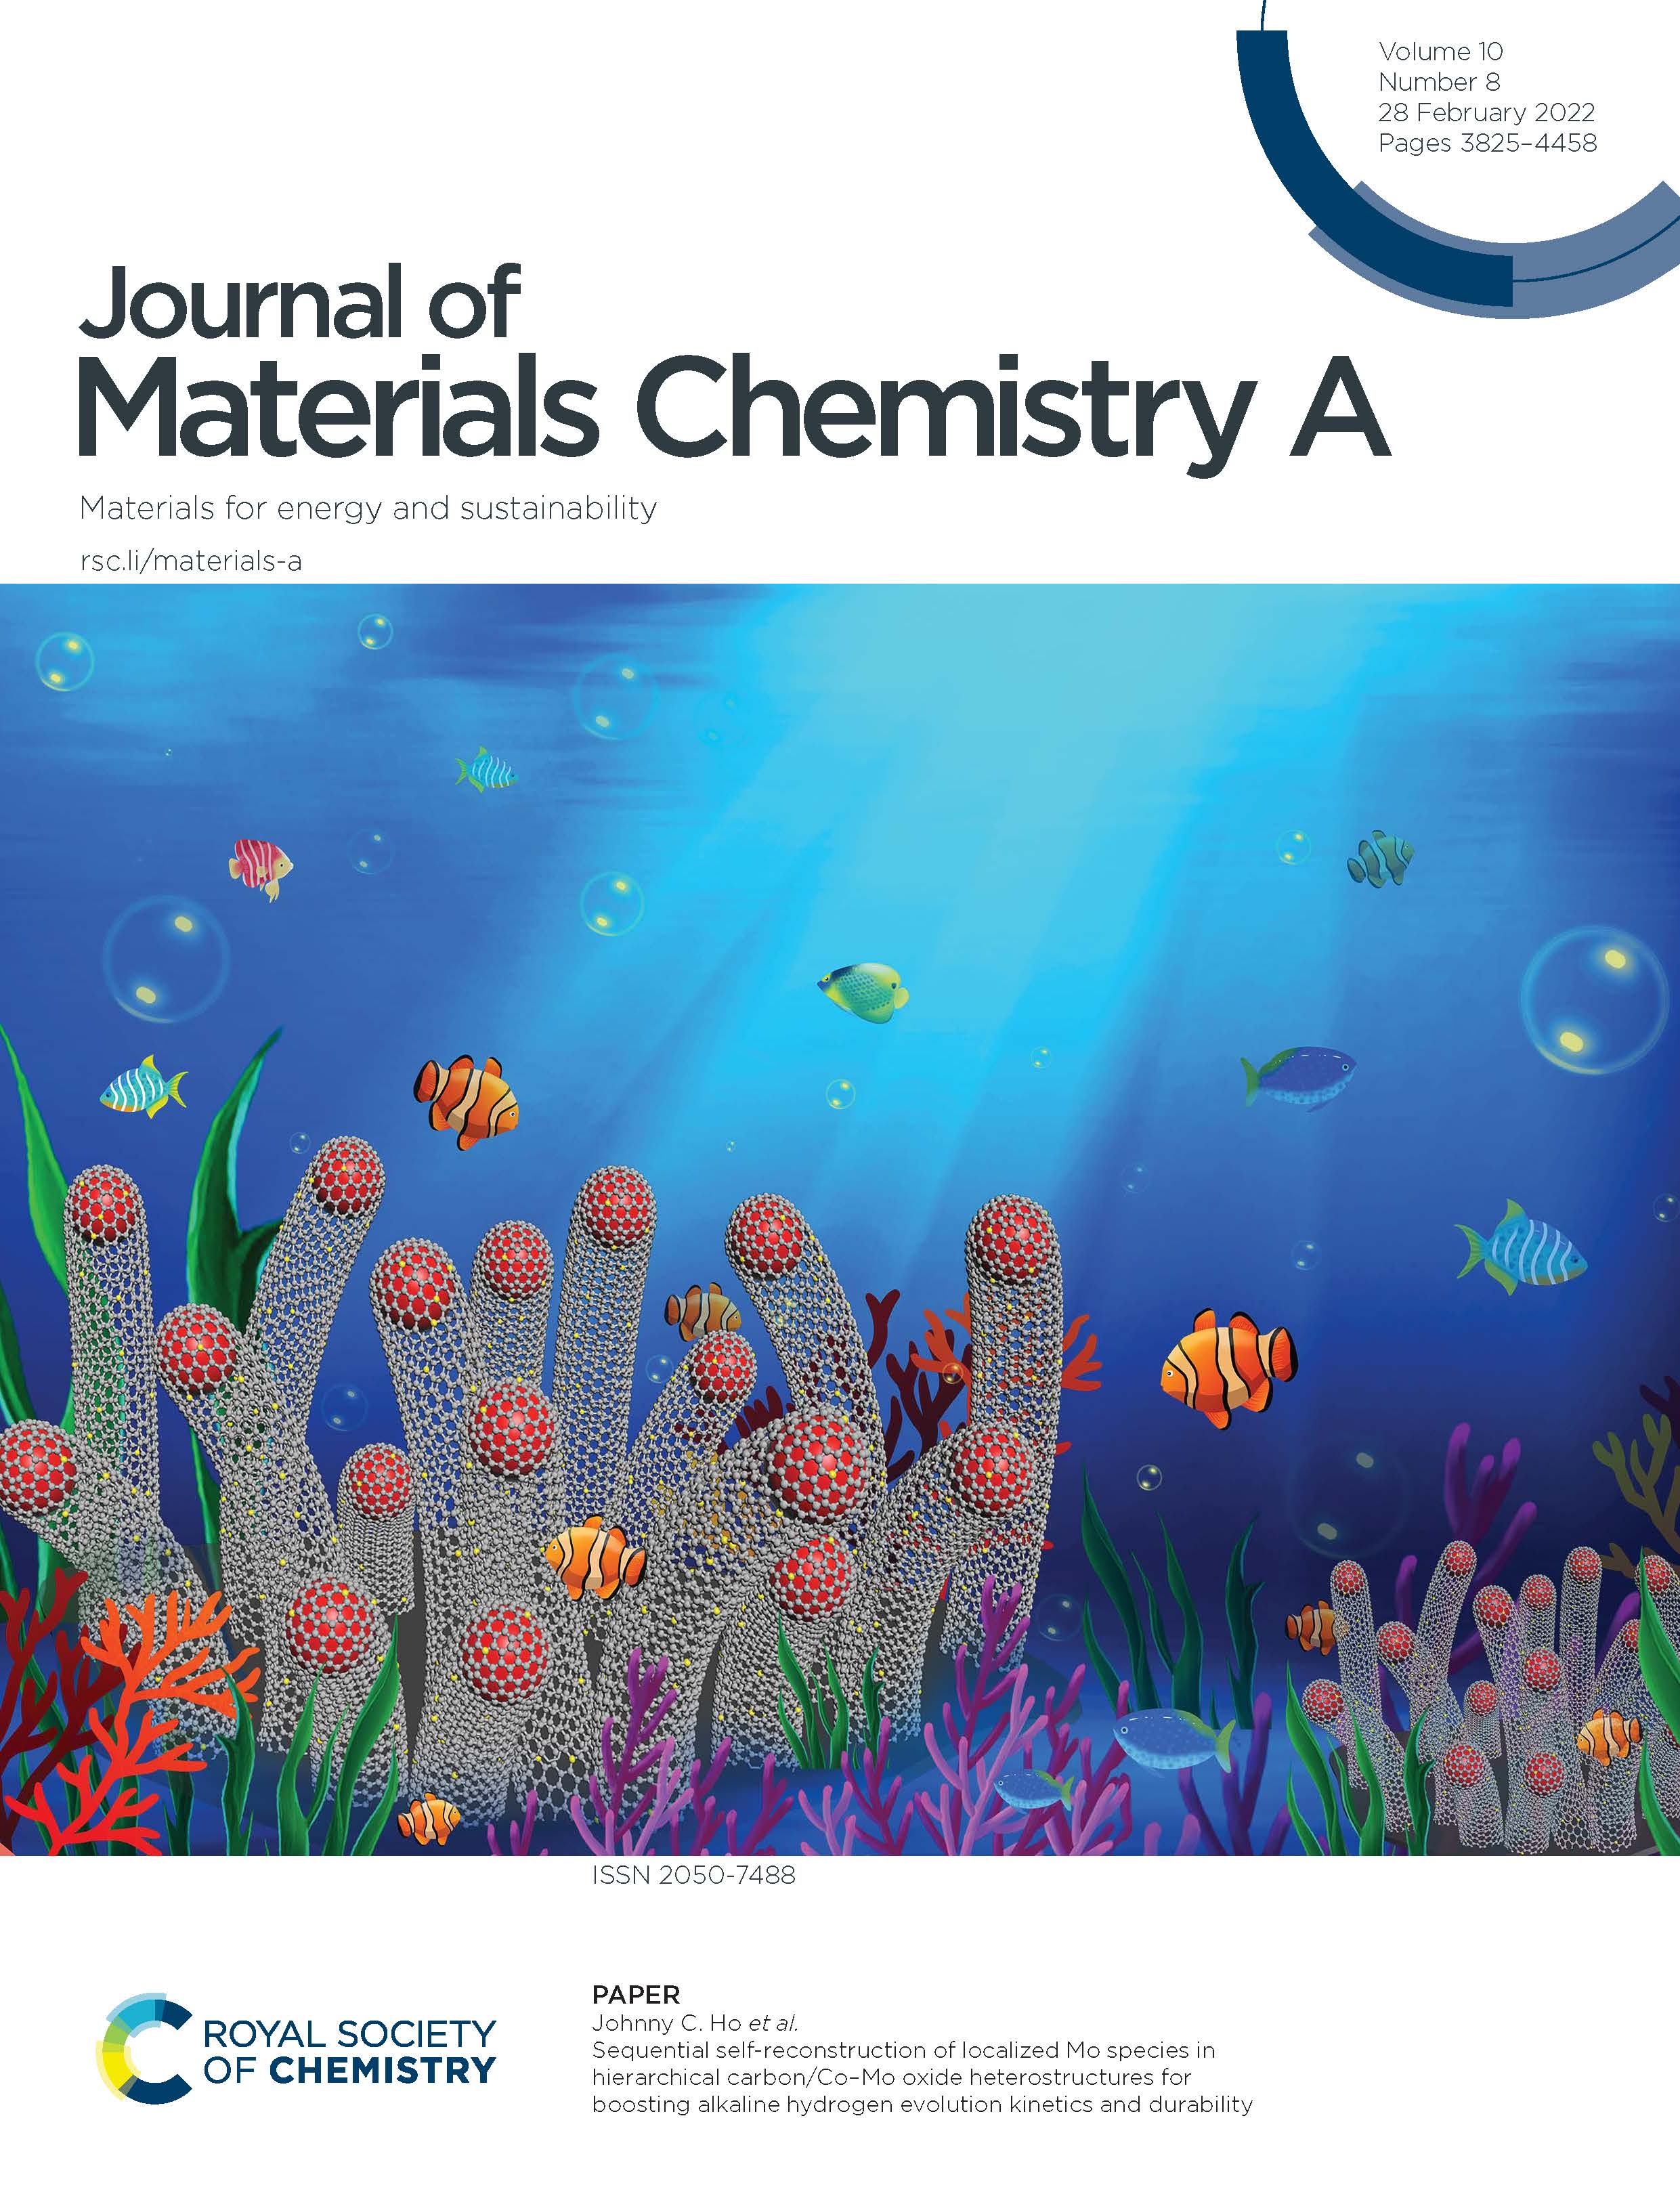 Volume 10
Number 8
28 February 2022
Pages 3825–4458
Journal of
Materials Chemistry A
Materials for energy and sustainability
rsc.li/materials-a
ISSN 2050-7488
ROYAL SOCIETY
OF CHEMISTRY
PAPER
Johnny C. Ho et al.
Sequential self-reconstruction of localized Mo species in
hierarchical carbon/Co–Mo oxide heterostructures for
boosting alkaline hydrogen evolution kinetics and durability